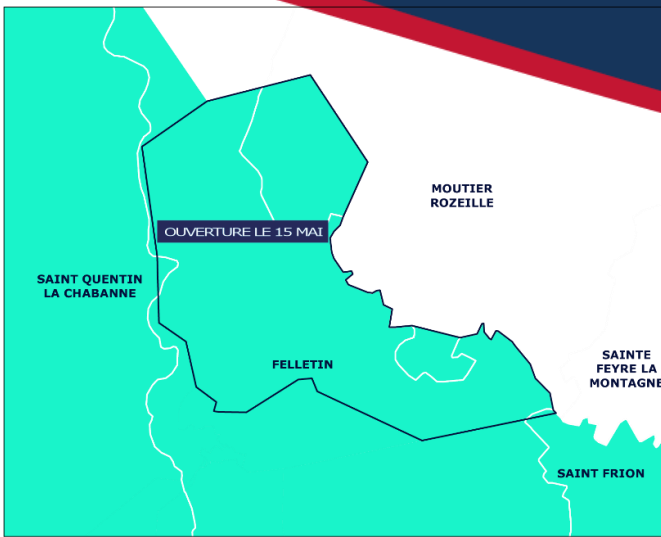 MOUTIER
ROZEILLE
OUVERTURE LE 15 MAI
SAINT QUENTIN
LA CHABANNE
FELLETIN
SAINTE
FEYRE LA
MONTAGNE
SAINT FRION